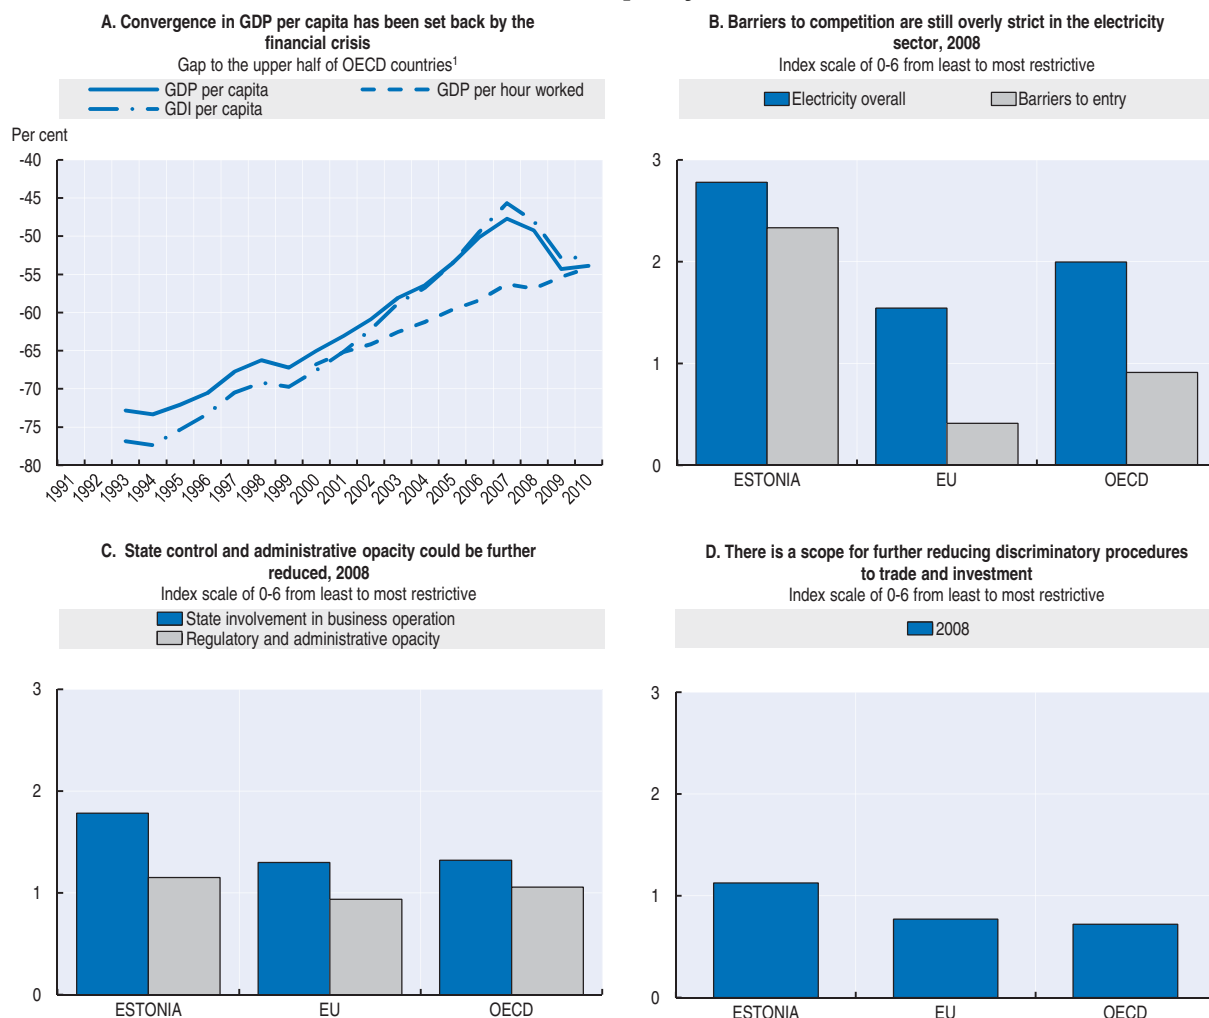 A. Convergence in GDP per capita has been set back by the
financial crisis
Gap to the upper half of OECD countries1
GDP per capita
GDP per hour worked
GDI per capita
Per cent
-40
-45
-50
-55
-60
-65
-70
-75
-80
1991 1992 1993 1994 1995 1996 1997 1998 1999 2000 2001 2002 2003 2004 2005 2006 2007 2008 2009 2010
B. Barriers to competition are still overly strict in the electricity
sector, 2008
Index scale of 0-6 from least to most restrictive
Electricity overall
Barriers to entry
3
2
1
0
ESTONIA EU OECD
C. State control and administrative opacity could be further
reduced, 2008
Index scale of 0-6 from least to most restrictive
State involvement in business operation
Regulatory and administrative opacity
3
2
1
0
ESTONIA EU OECD
D. There is a scope for further reducing discriminatory procedures
to trade and investment
Index scale of 0-6 from least to most restrictive
2008
3
2
1
0
ESTONIA EU OECD